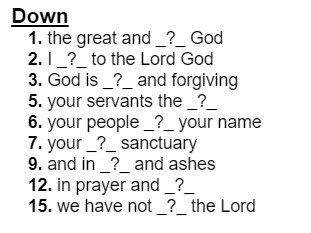 Down
1. the great and _?_ God
2. I _?_ to the Lord God
3. God is _?_ and forgiving
5. your servants the _?_
6. your people _?_ your name
7. your _?_ sanctuary
9. and in _?_ and ashes
12. in prayer and _?_
15. we have not _?_ the Lord